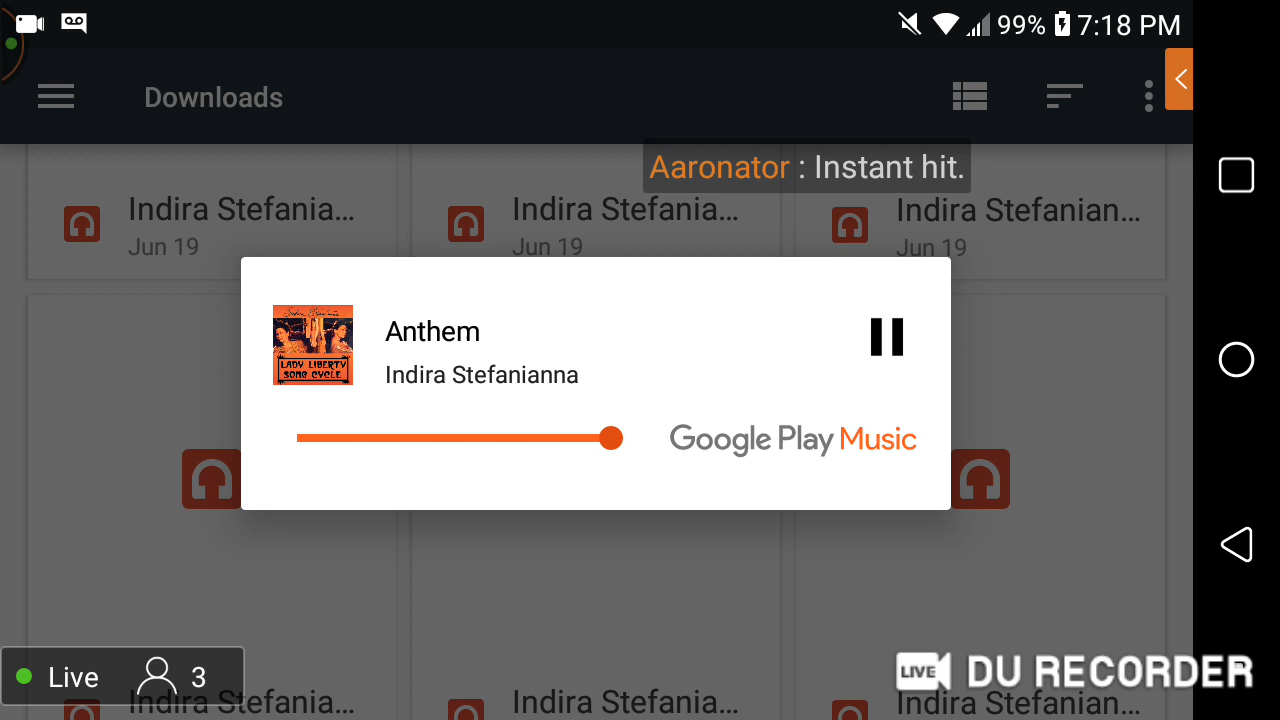 99% 7:18 PM
Downloads
Aaronator : Instant hit.
Indira Stefania...
Jun 19
Indira Stefania...
Jun 19
Indira Stefanian...
Jun 19
LADY LIBERTY
SONG CYCLE
Anthem
Indira Stefanianna
Google Play Music
Live 3
LIVE DU RECORDER
Indira Stefania...
Indira Stefania...
Indira Stefanian...